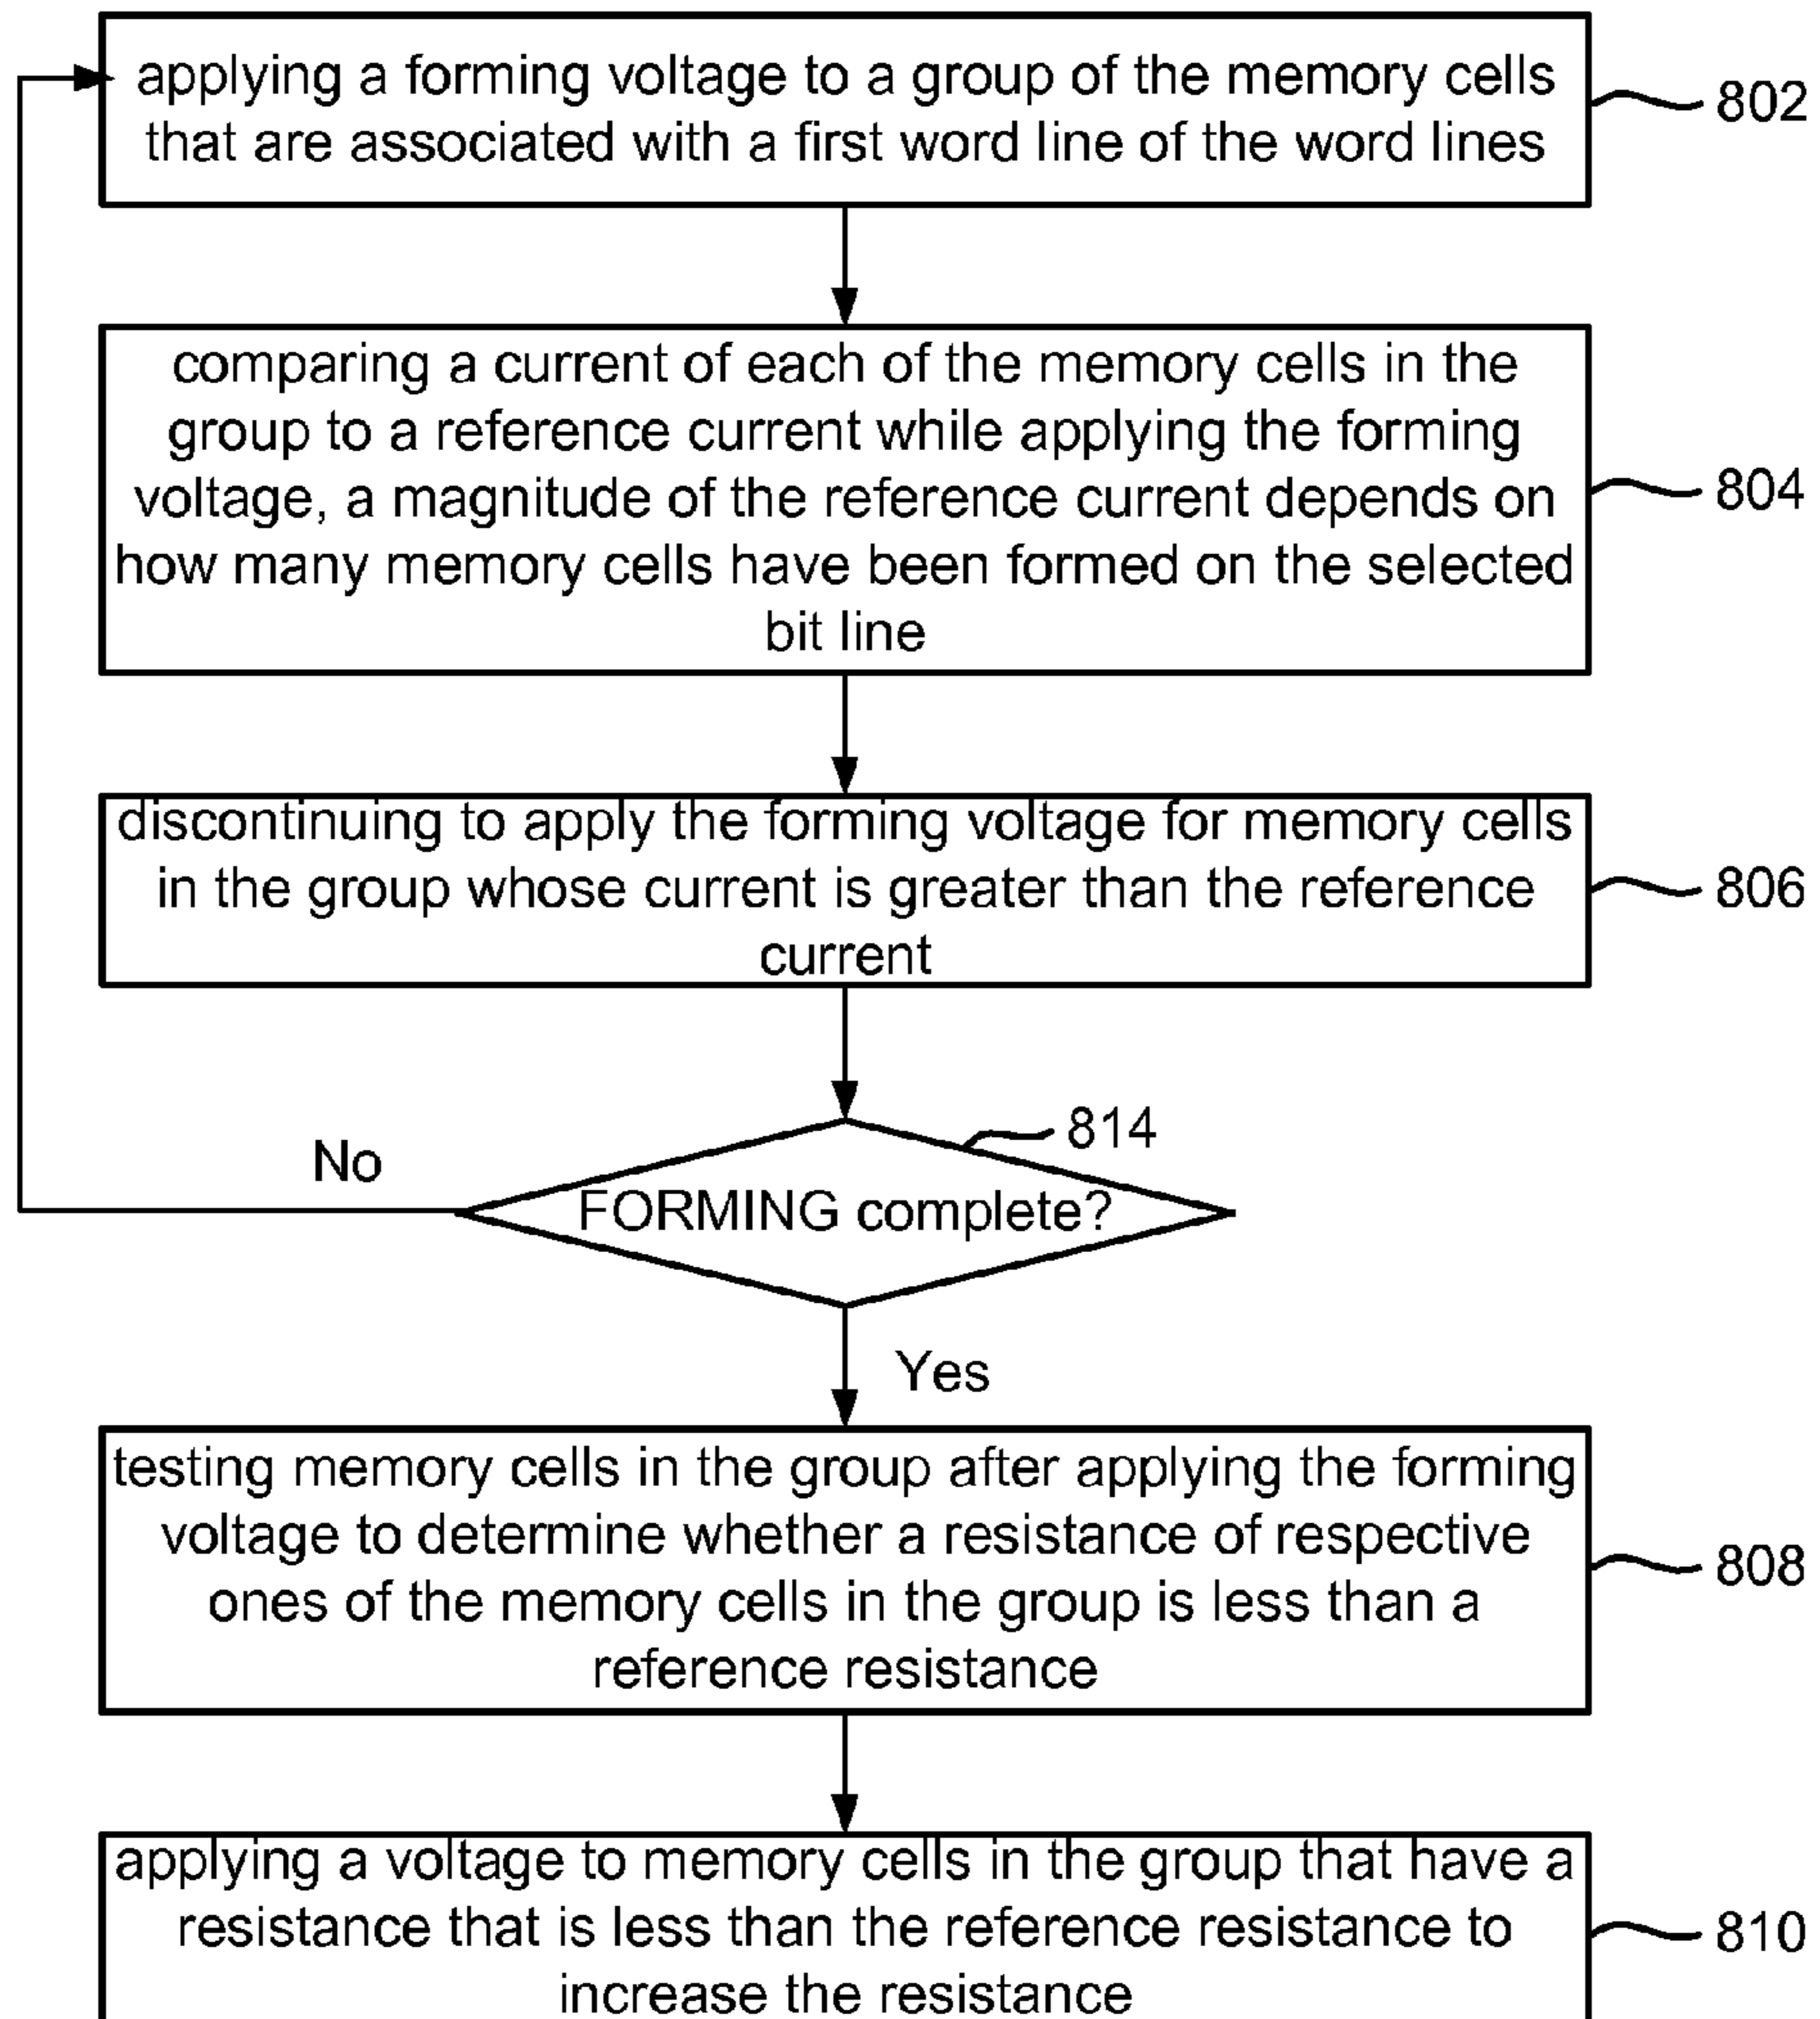 applying a forming voltage to a group of the memory cells
that are associated with a first word line of the word lines
802
comparing a current of each of the memory cells in the
group to a reference current while applying the forming
voltage, a magnitude of the reference current depends on
how many memory cells have been formed on the selected
bit line
804
discontinuing to apply the forming voltage for memory cells
in the group whose current is greater than the reference
current
806
814
No
FORMING complete?
Yes
testing memory cells in the group after applying the forming
voltage to determine whether a resistance of respective
ones of the memory cells in the group is less than a
reference resistance
808
applying a voltage to memory cells in the group that have a
resistance that is less than the reference resistance to
increase the resistance
810